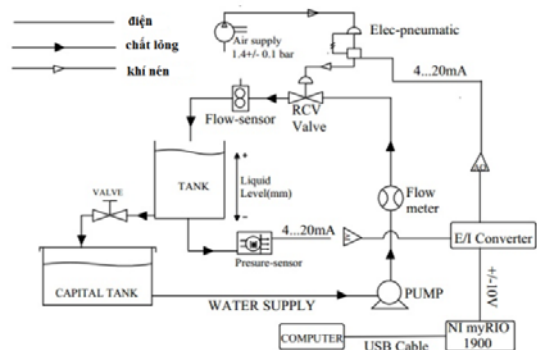 điện
chất lỏng
khí nén
Air supply
1.4+/- 0.1 bar
Elec-pneumatic
4...20mA
RCV
Valve
Flow-sensor
TANK
Liquid
Level(mm)
+
-
VALVE
Flow
meter
4...20mA
Presure-sensor
E/I Converter
CAPITAL TANK
WATER SUPPLY
PUMP
+/-10V
NI myRIO
1900
COMPUTER
USB Cable